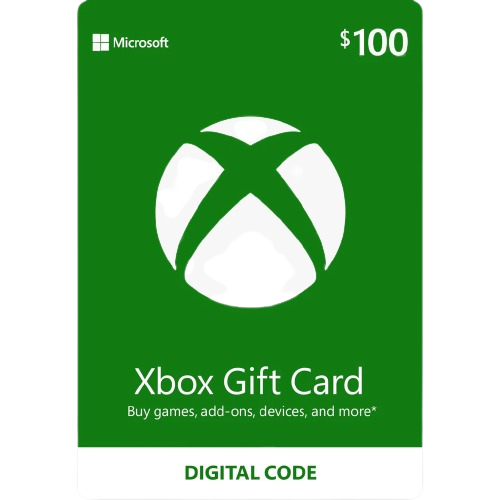 Microsoft
$100
Xbox Gift Card
Buy games, add-ons, devices, and more*
DIGITAL CODE